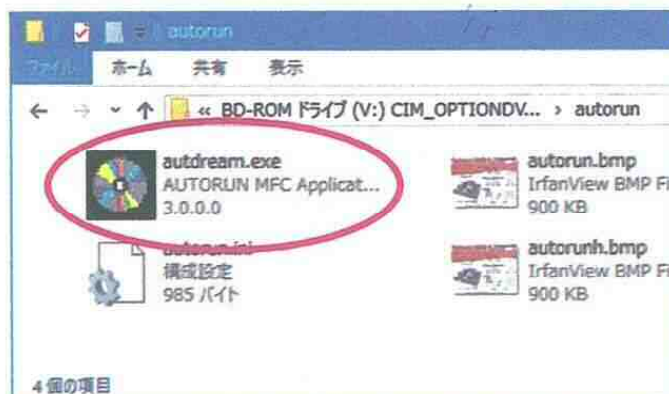 autorun
ファイル ホーム 共有 表示
← → ↑ « BD-ROM ドライブ (V:) CIM_OPTIONDV... › autorun
autdream.exe
AUTORUN MFC Applicat...
3.0.0.0
autorun.bmp
IrfanView BMP Fi
900 KB
autorun.ini
構成設定
985 バイト
autorunh.bmp
IrfanView BMP Fi
900 KB
4 個の項目